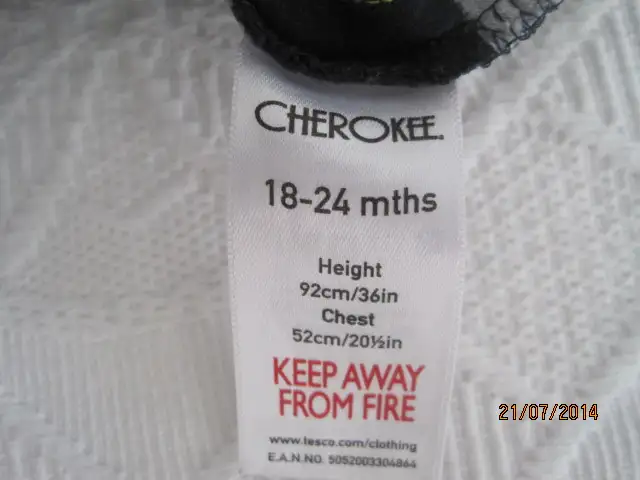 CHEROKEE.
18-24 mths
Height
92cm/36in
Chest
52cm/20½in
KEEP AWAY
FROM FIRE
www.tesco.com/clothing
E.A.N.NO. 5052003304864
21/07/2014